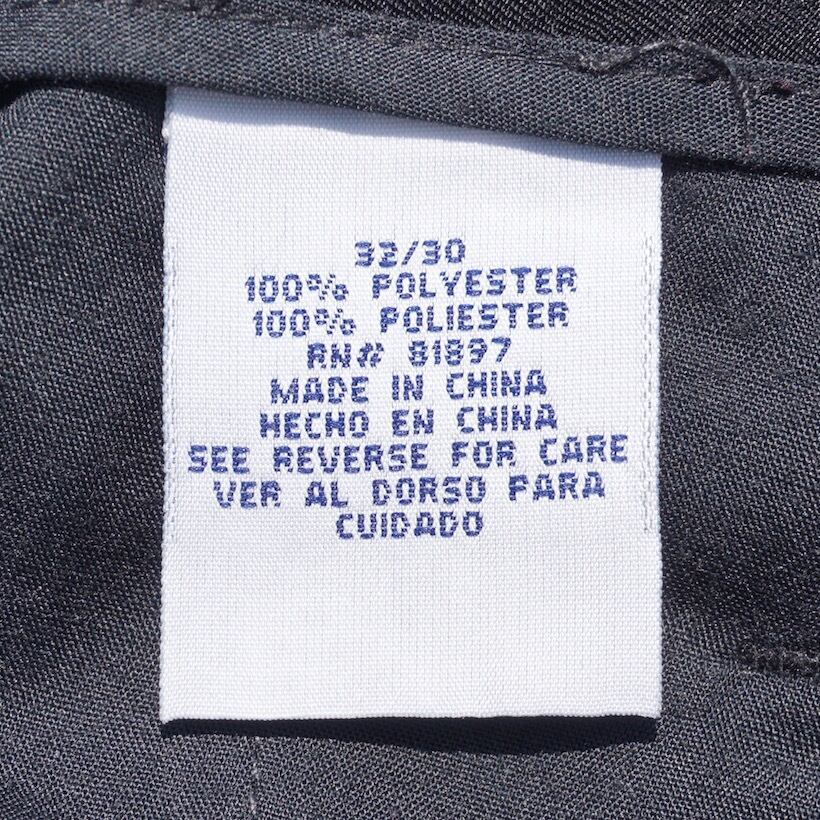 32/30
100% POLYESTER
100% POLIESTER
RN# 81897
MADE IN CHINA
HECHO EN CHINA
SEE REVERSE FOR CARE
VER AL DORSO PARA
CUIDADO